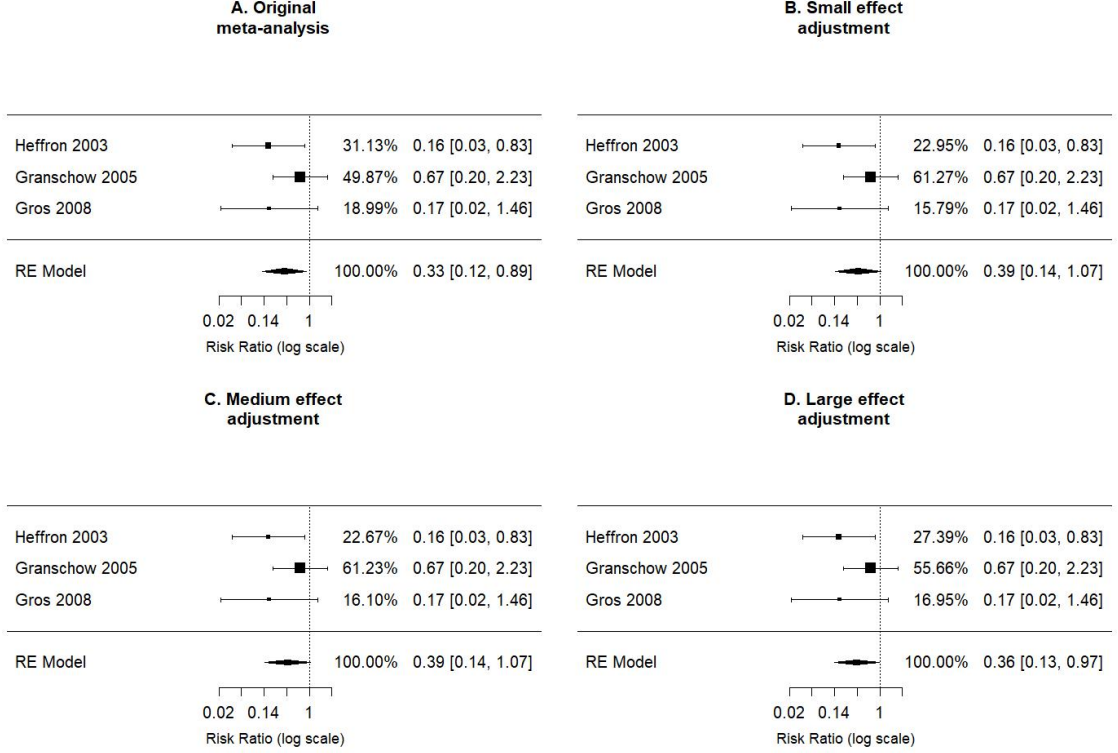 A. Original
meta-analysis
Heffron 2003 31.13% 0.16 [0.03, 0.83]
Granschow 2005 49.87% 0.67 [0.20, 2.23]
Gros 2008 18.99% 0.17 [0.02, 1.46]
RE Model 100.00% 0.33 [0.12, 0.89]
0.02 0.14 1
Risk Ratio (log scale)
B. Small effect
adjustment
Heffron 2003 22.95% 0.16 [0.03, 0.83]
Granschow 2005 61.27% 0.67 [0.20, 2.23]
Gros 2008 15.79% 0.17 [0.02, 1.46]
RE Model 100.00% 0.39 [0.14, 1.07]
0.02 0.14 1
Risk Ratio (log scale)
C. Medium effect
adjustment
Heffron 2003 22.67% 0.16 [0.03, 0.83]
Granschow 2005 61.23% 0.67 [0.20, 2.23]
Gros 2008 16.10% 0.17 [0.02, 1.46]
RE Model 100.00% 0.39 [0.14, 1.07]
0.02 0.14 1
Risk Ratio (log scale)
D. Large effect
adjustment
Heffron 2003 27.39% 0.16 [0.03, 0.83]
Granschow 2005 55.66% 0.67 [0.20, 2.23]
Gros 2008 16.95% 0.17 [0.02, 1.46]
RE Model 100.00% 0.36 [0.13, 0.97]
0.02 0.14 1
Risk Ratio (log scale)